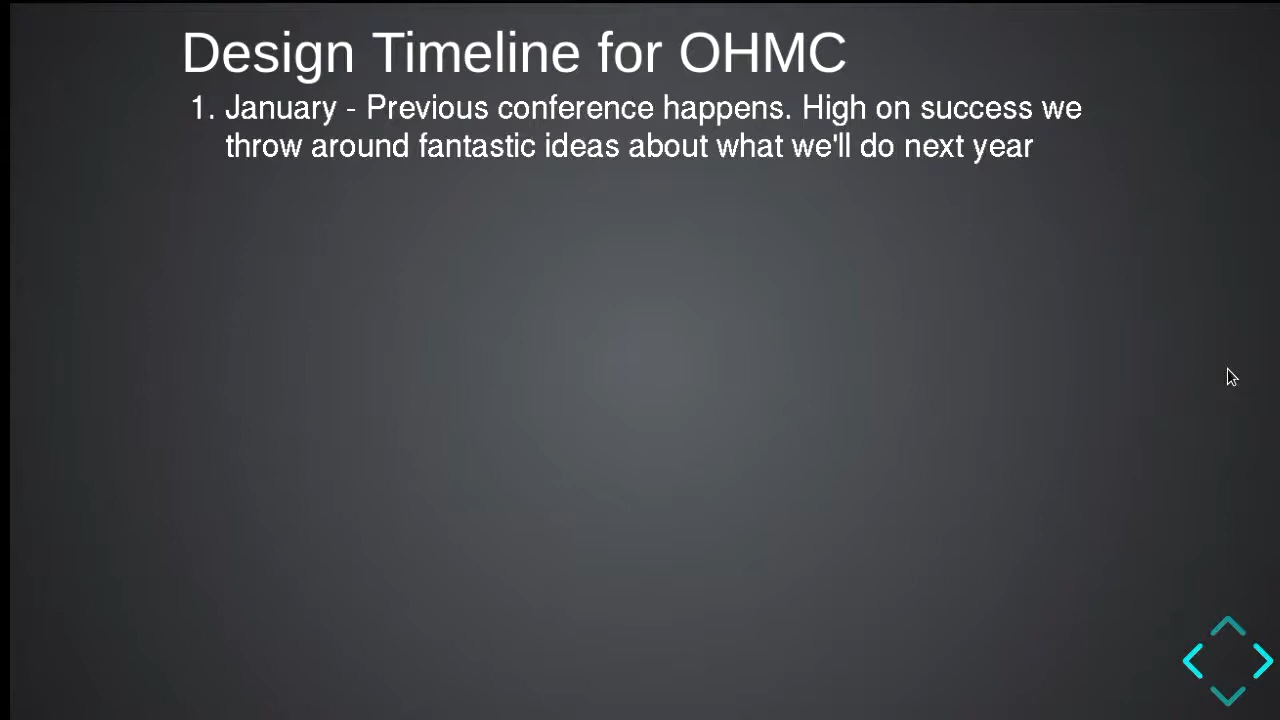 Design Timeline for OHMC
1. January - Previous conference happens. High on success we
throw around fantastic ideas about what we'll do next year